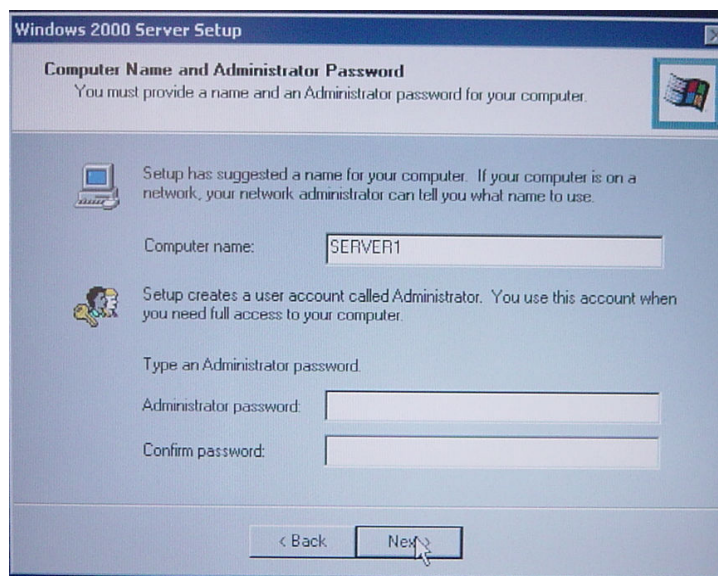 Windows 2000 Server Setup
Computer Name and Administrator Password
You must provide a name and an Administrator password for your computer.
Setup has suggested a name for your computer. If your computer is on a
network, your network administrator can tell you what name to use.
Computer name:
SERVER1
Setup creates a user account called Administrator. You use this account when
you need full access to your computer.
Type an Administrator password.
Administrator password:
Confirm password:
< Back
Next >